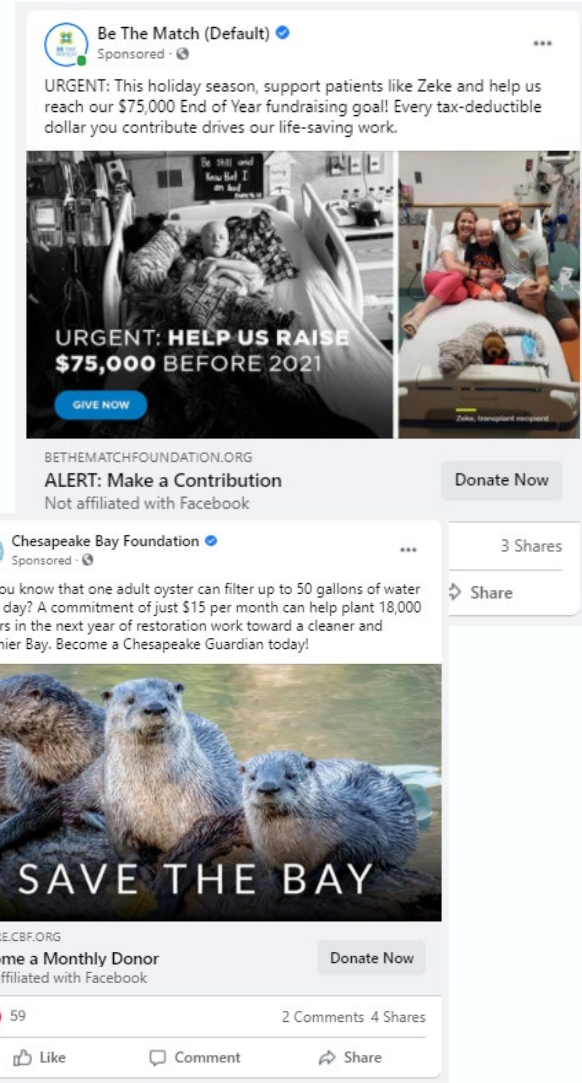 Be The Match (Default)
Sponsored ·
URGENT: This holiday season, support patients like Zeke and help us
reach our $75,000 End of Year fundraising goal! Every tax-deductible
dollar you contribute drives our life-saving work.
Be still and
Know that I
am God
URGENT: HELP US RAISE
$75,000 BEFORE 2021
GIVE NOW
Zeke, transplant recipient
BETHEMATCHFOUNDATION.ORG
ALERT: Make a Contribution
Not affiliated with Facebook
Donate Now
3 Shares
Share
Chesapeake Bay Foundation
Sponsored ·
ou know that one adult oyster can filter up to 50 gallons of water
day? A commitment of just $15 per month can help plant 18,000
rs in the next year of restoration work toward a cleaner and
hier Bay. Become a Chesapeake Guardian today!
SAVE THE BAY
E.CBF.ORG
me a Monthly Donor
ffiliated with Facebook
Donate Now
59
2 Comments 4 Shares
Like
Comment
Share